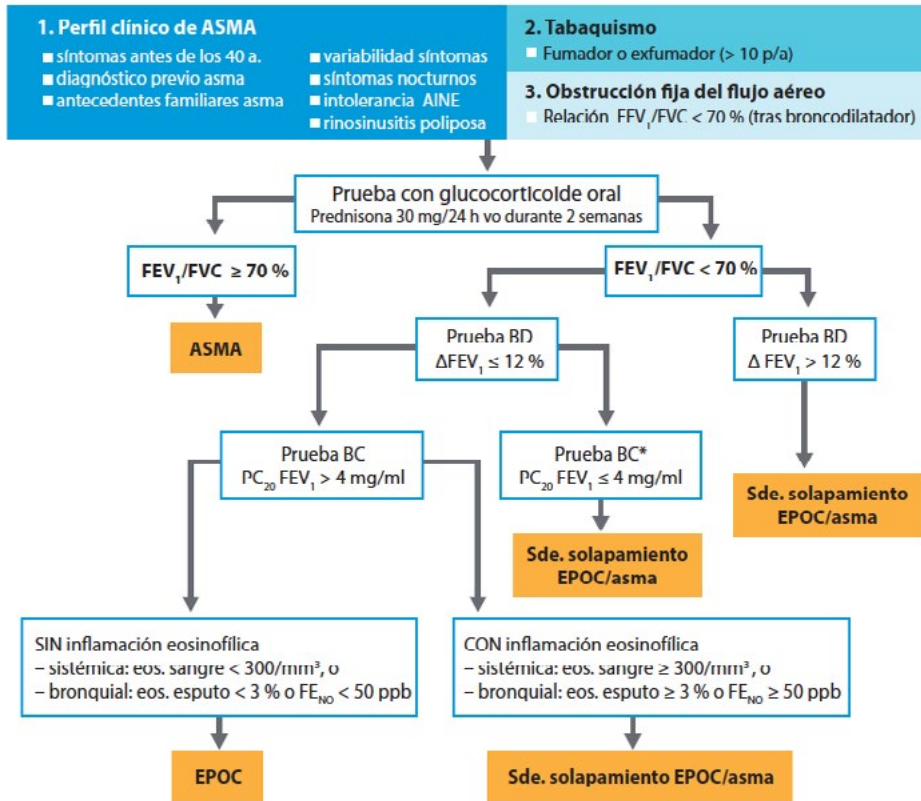 1. Perfil clínico de ASMA
■ síntomas antes de los 40 a.
■ diagnóstico previo asma
■ antecedentes familiares asma
■ variabilidad síntomas
■ síntomas nocturnos
■ intolerancia AINE
■ rinosinusitis poliposa
2. Tabaquismo
■ Fumador o exfumador (> 10 p/a)
3. Obstrucción fija del flujo aéreo
■ Relación FEV₁/FVC < 70 % (tras broncodilatador)
Prueba con glucocorticoide oral
Prednisona 30 mg/24 h vo durante 2 semanas
FEV₁/FVC ≥ 70 %
FEV₁/FVC < 70 %
ASMA
Prueba BD
ΔFEV₁ ≤ 12 %
Prueba BD
Δ FEV₁ > 12 %
Prueba BC
PC₂₀ FEV₁ > 4 mg/ml
Prueba BC*
PC₂₀ FEV₁ ≤ 4 mg/ml
Sde. solapamiento
EPOC/asma
Sde. solapamiento
EPOC/asma
SIN inflamación eosinofílica
– sistémica: eos. sangre < 300/mm³, o
– bronquial: eos. esputo < 3 % o FE_NO < 50 ppb
CON inflamación eosinofílica
– sistémica: eos. sangre ≥ 300/mm³, o
– bronquial: eos. esputo ≥ 3 % o FE_NO ≥ 50 ppb
EPOC
Sde. solapamiento EPOC/asma